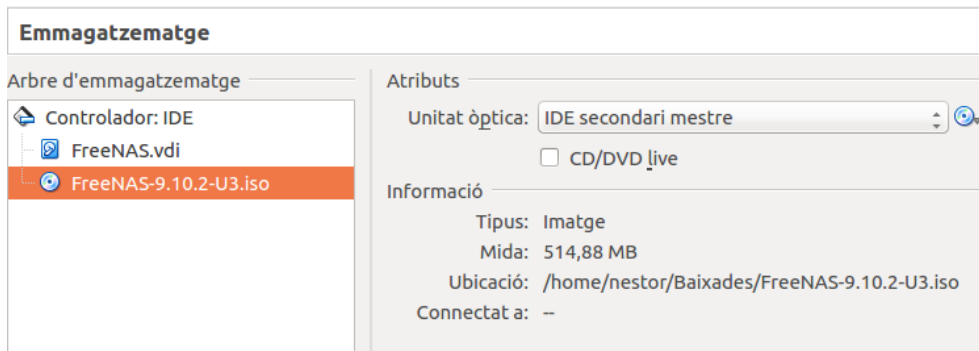 Emmagatzematge
Arbre d'emmagatzematge
Controlador: IDE
FreeNAS.vdi
FreeNAS-9.10.2-U3.iso
Atributs
Unitat òptica: IDE secondari mestre
CD/DVD live
Informació
Tipus: Imatge
Mida: 514,88 MB
Ubicació: /home/nestor/Baixades/FreeNAS-9.10.2-U3.iso
Connectat a: --